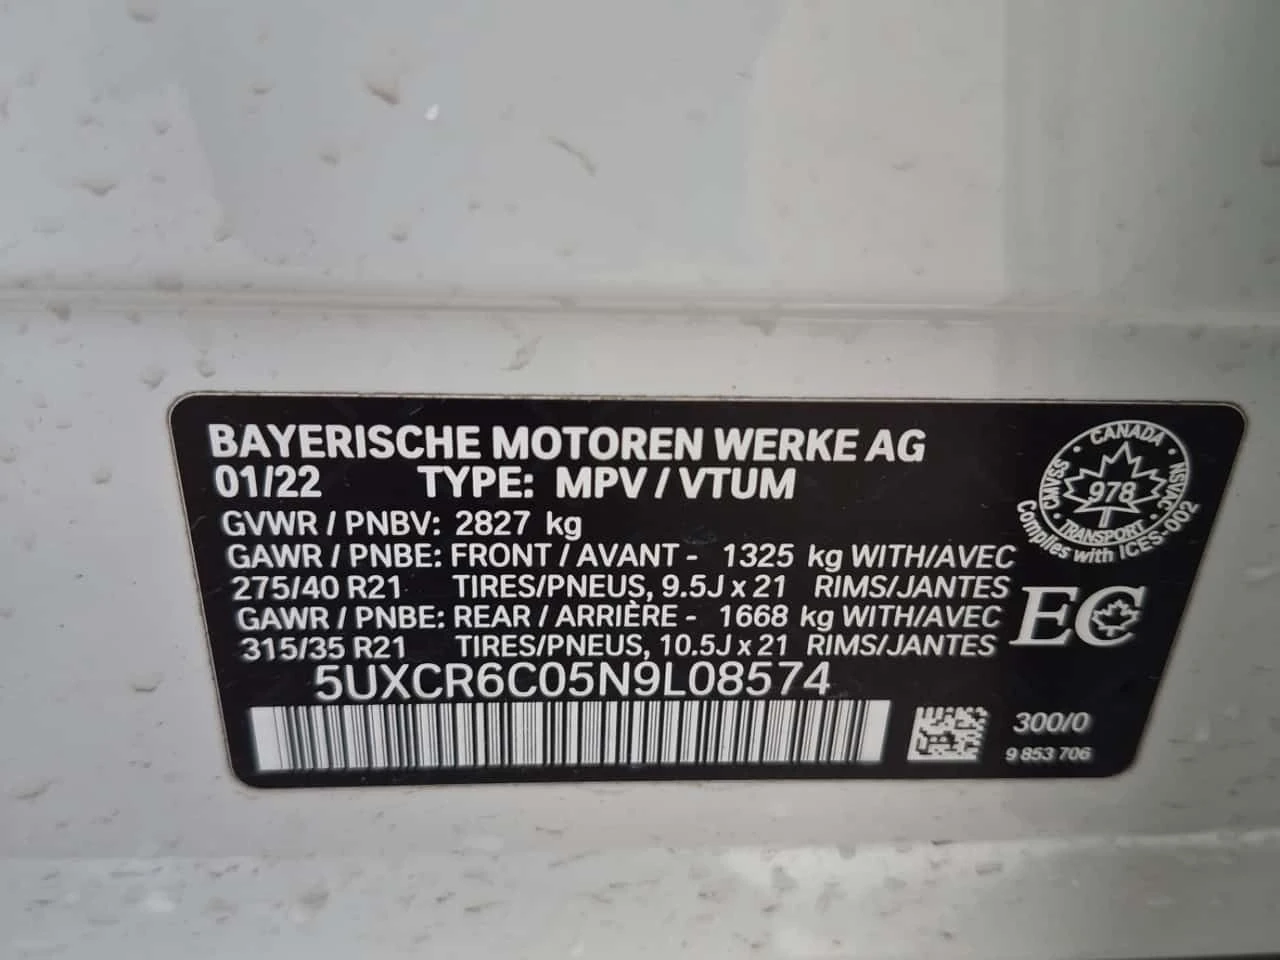 BAYERISCHE MOTOREN WERKE AG
01/22 TYPE: MPV / VTUM
GVWR / PNBV: 2827 kg
GAWR / PNBE: FRONT / AVANT - 1325 kg WITH/AVEC
275/40 R21 TIRES/PNEUS, 9.5J x 21 RIMS/JANTES
GAWR / PNBE: REAR / ARRIÈRE - 1668 kg WITH/AVEC
315/35 R21 TIRES/PNEUS, 10.5J x 21 RIMS/JANTES
5UXCR6C05N9L08574
CANADA
CMVSS
978
NSVAC
TRANSPORT
Complies with ICES-002
EC
300/0
9 853 706